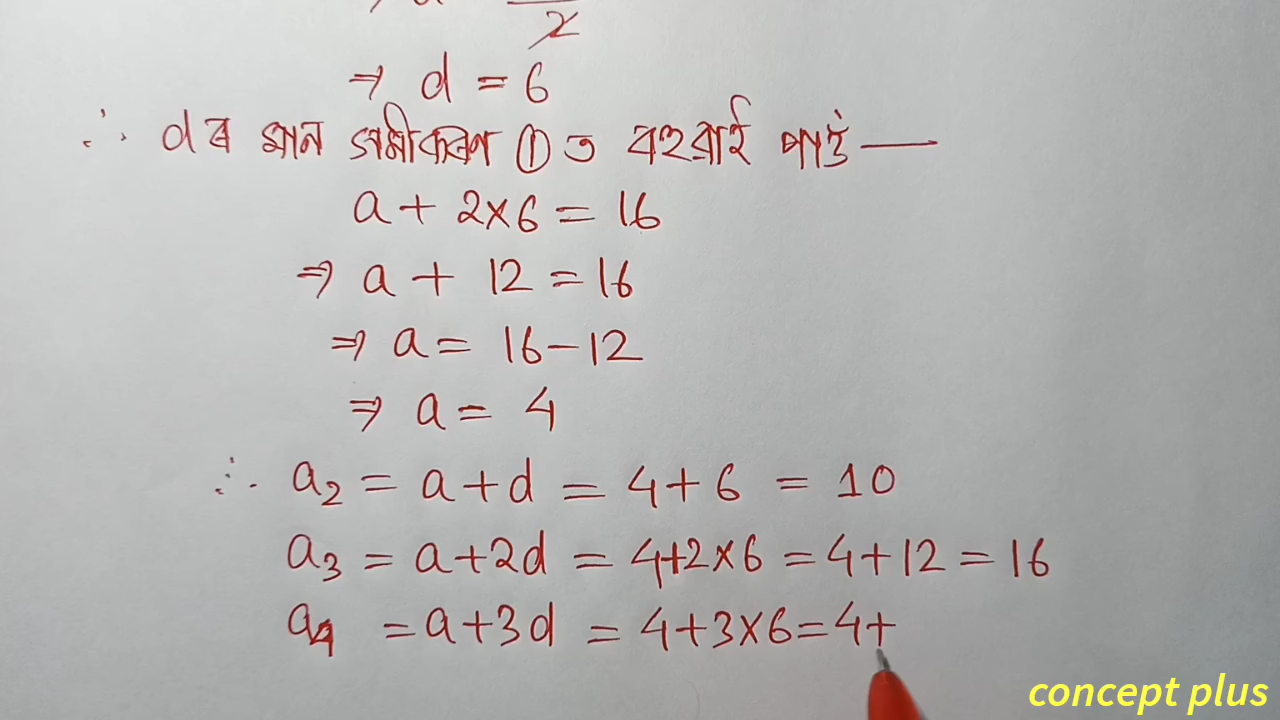 ⇒ d = 6
∴ d ৰ মান সমীকৰণ ① ত বহুৱাই পাওঁ —
a + 2×6 = 16
⇒ a + 12 = 16
⇒ a = 16 − 12
⇒ a = 4
∴ a₂ = a + d = 4 + 6 = 10
a₃ = a + 2d = 4+2×6 = 4+12 = 16
a₄ = a + 3d = 4+3×6 = 4+
concept plus